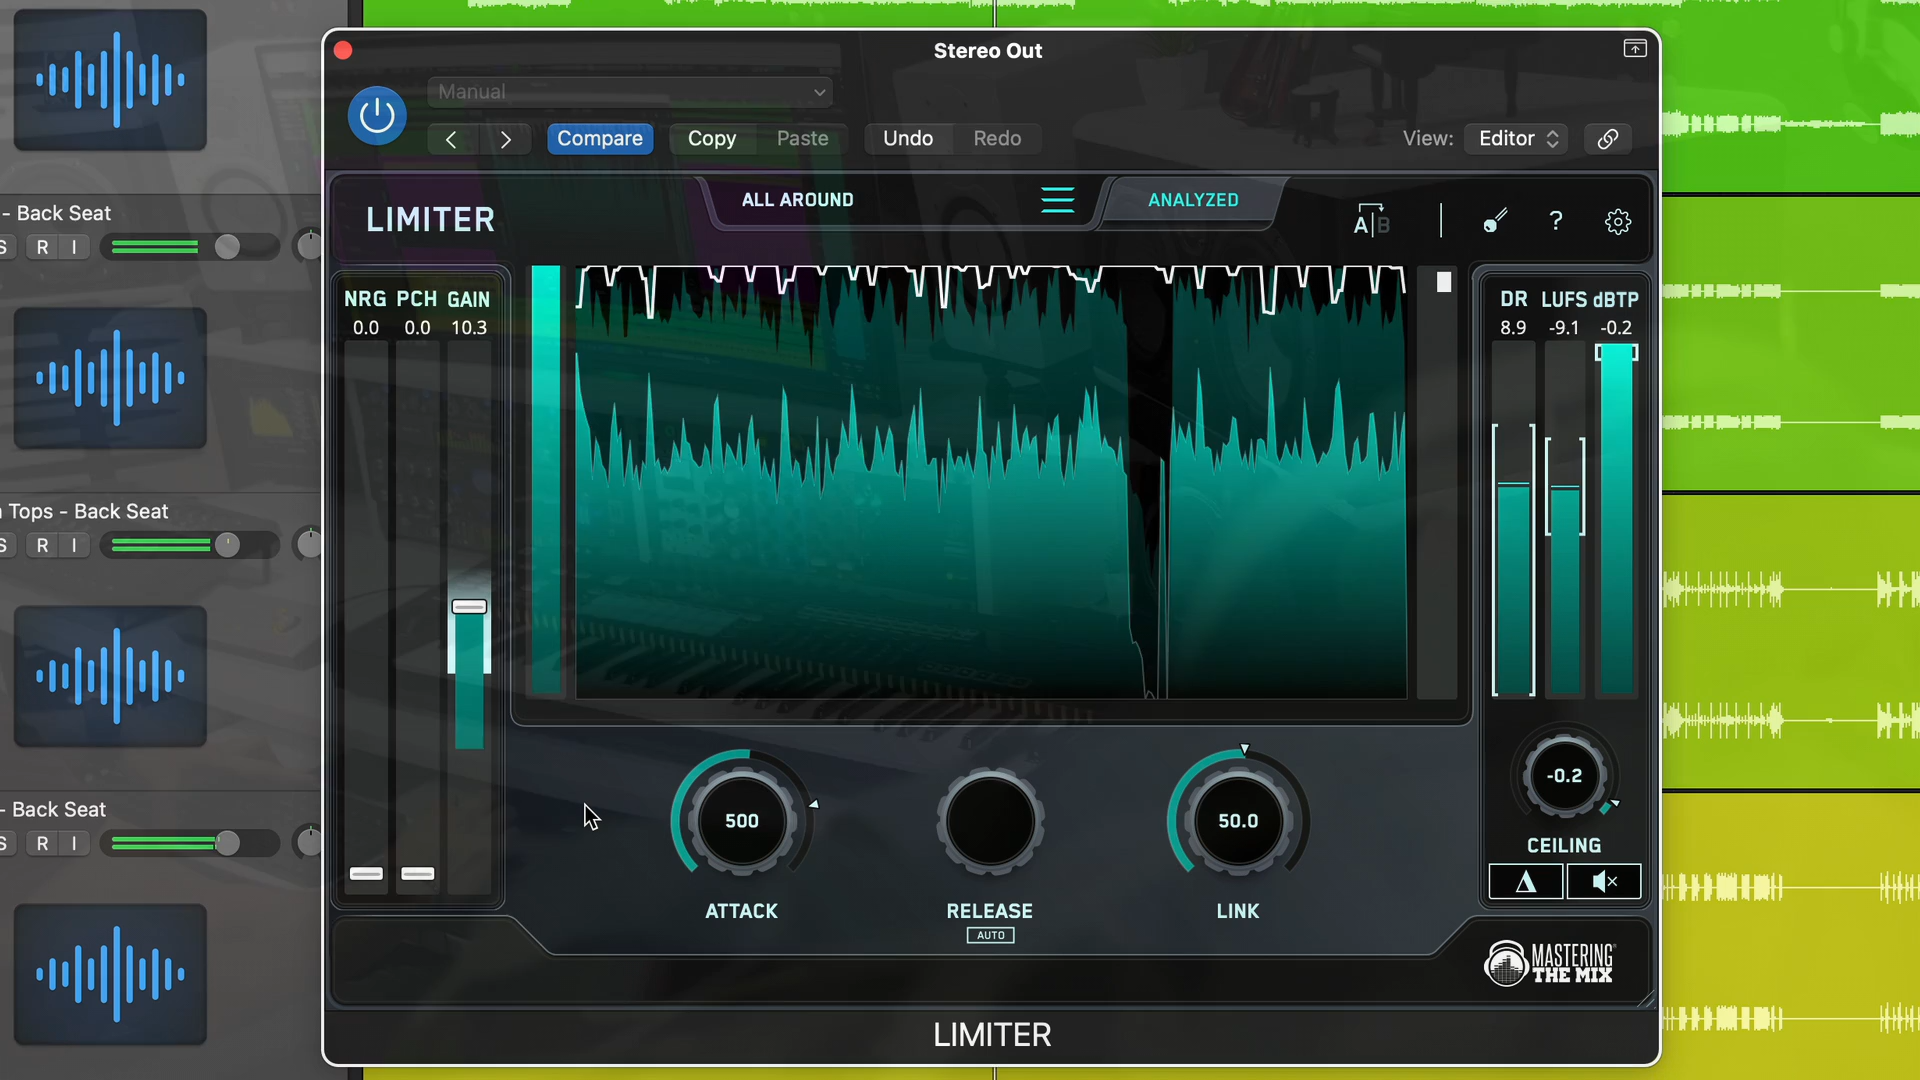 Stereo Out
Manual
Compare
Copy
Paste
Undo
Redo
View:
Editor
LIMITER
ALL AROUND
ANALYZED
A|B
?
NRG PCH GAIN
0.0 0.0 10.3
DR LUFS dBTP
8.9 -9.1 -0.2
- Back Seat
S R I
Tops - Back Seat
S R I
- Back Seat
S R I
500
50.0
-0.2
ATTACK
RELEASE
AUTO
LINK
CEILING
MASTERING
THE MIX
LIMITER